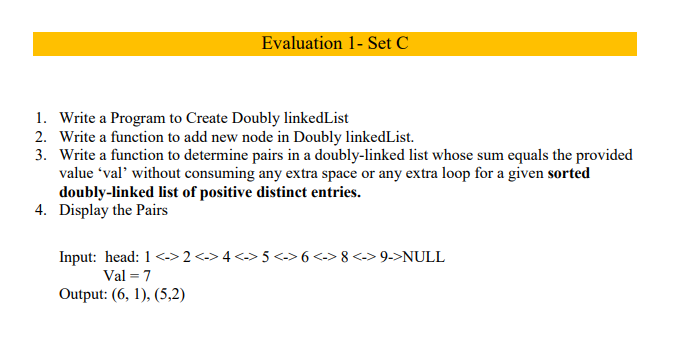 Evaluation 1- Set C
1. Write a Program to Create Doubly linkedList
2. Write a function to add new node in Doubly linkedList.
3. Write a function to determine pairs in a doubly-linked list whose sum equals the provided
value ‘val’ without consuming any extra space or any extra loop for a given sorted
doubly-linked list of positive distinct entries.
4. Display the Pairs
Input: head: 1 <-> 2 <-> 4 <-> 5 <-> 6 <-> 8 <-> 9->NULL
Val = 7
Output: (6, 1), (5,2)